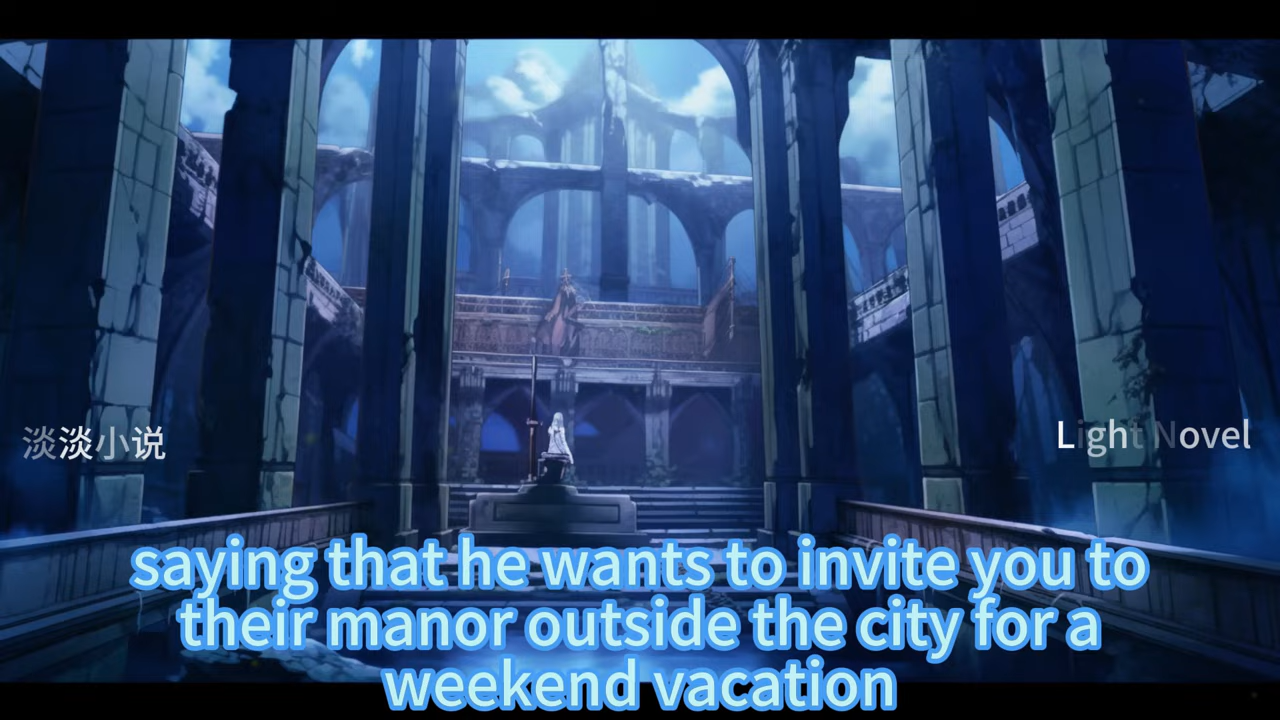 淡淡小说
Light Novel
saying that he wants to invite you to
their manor outside the city for a
weekend vacation